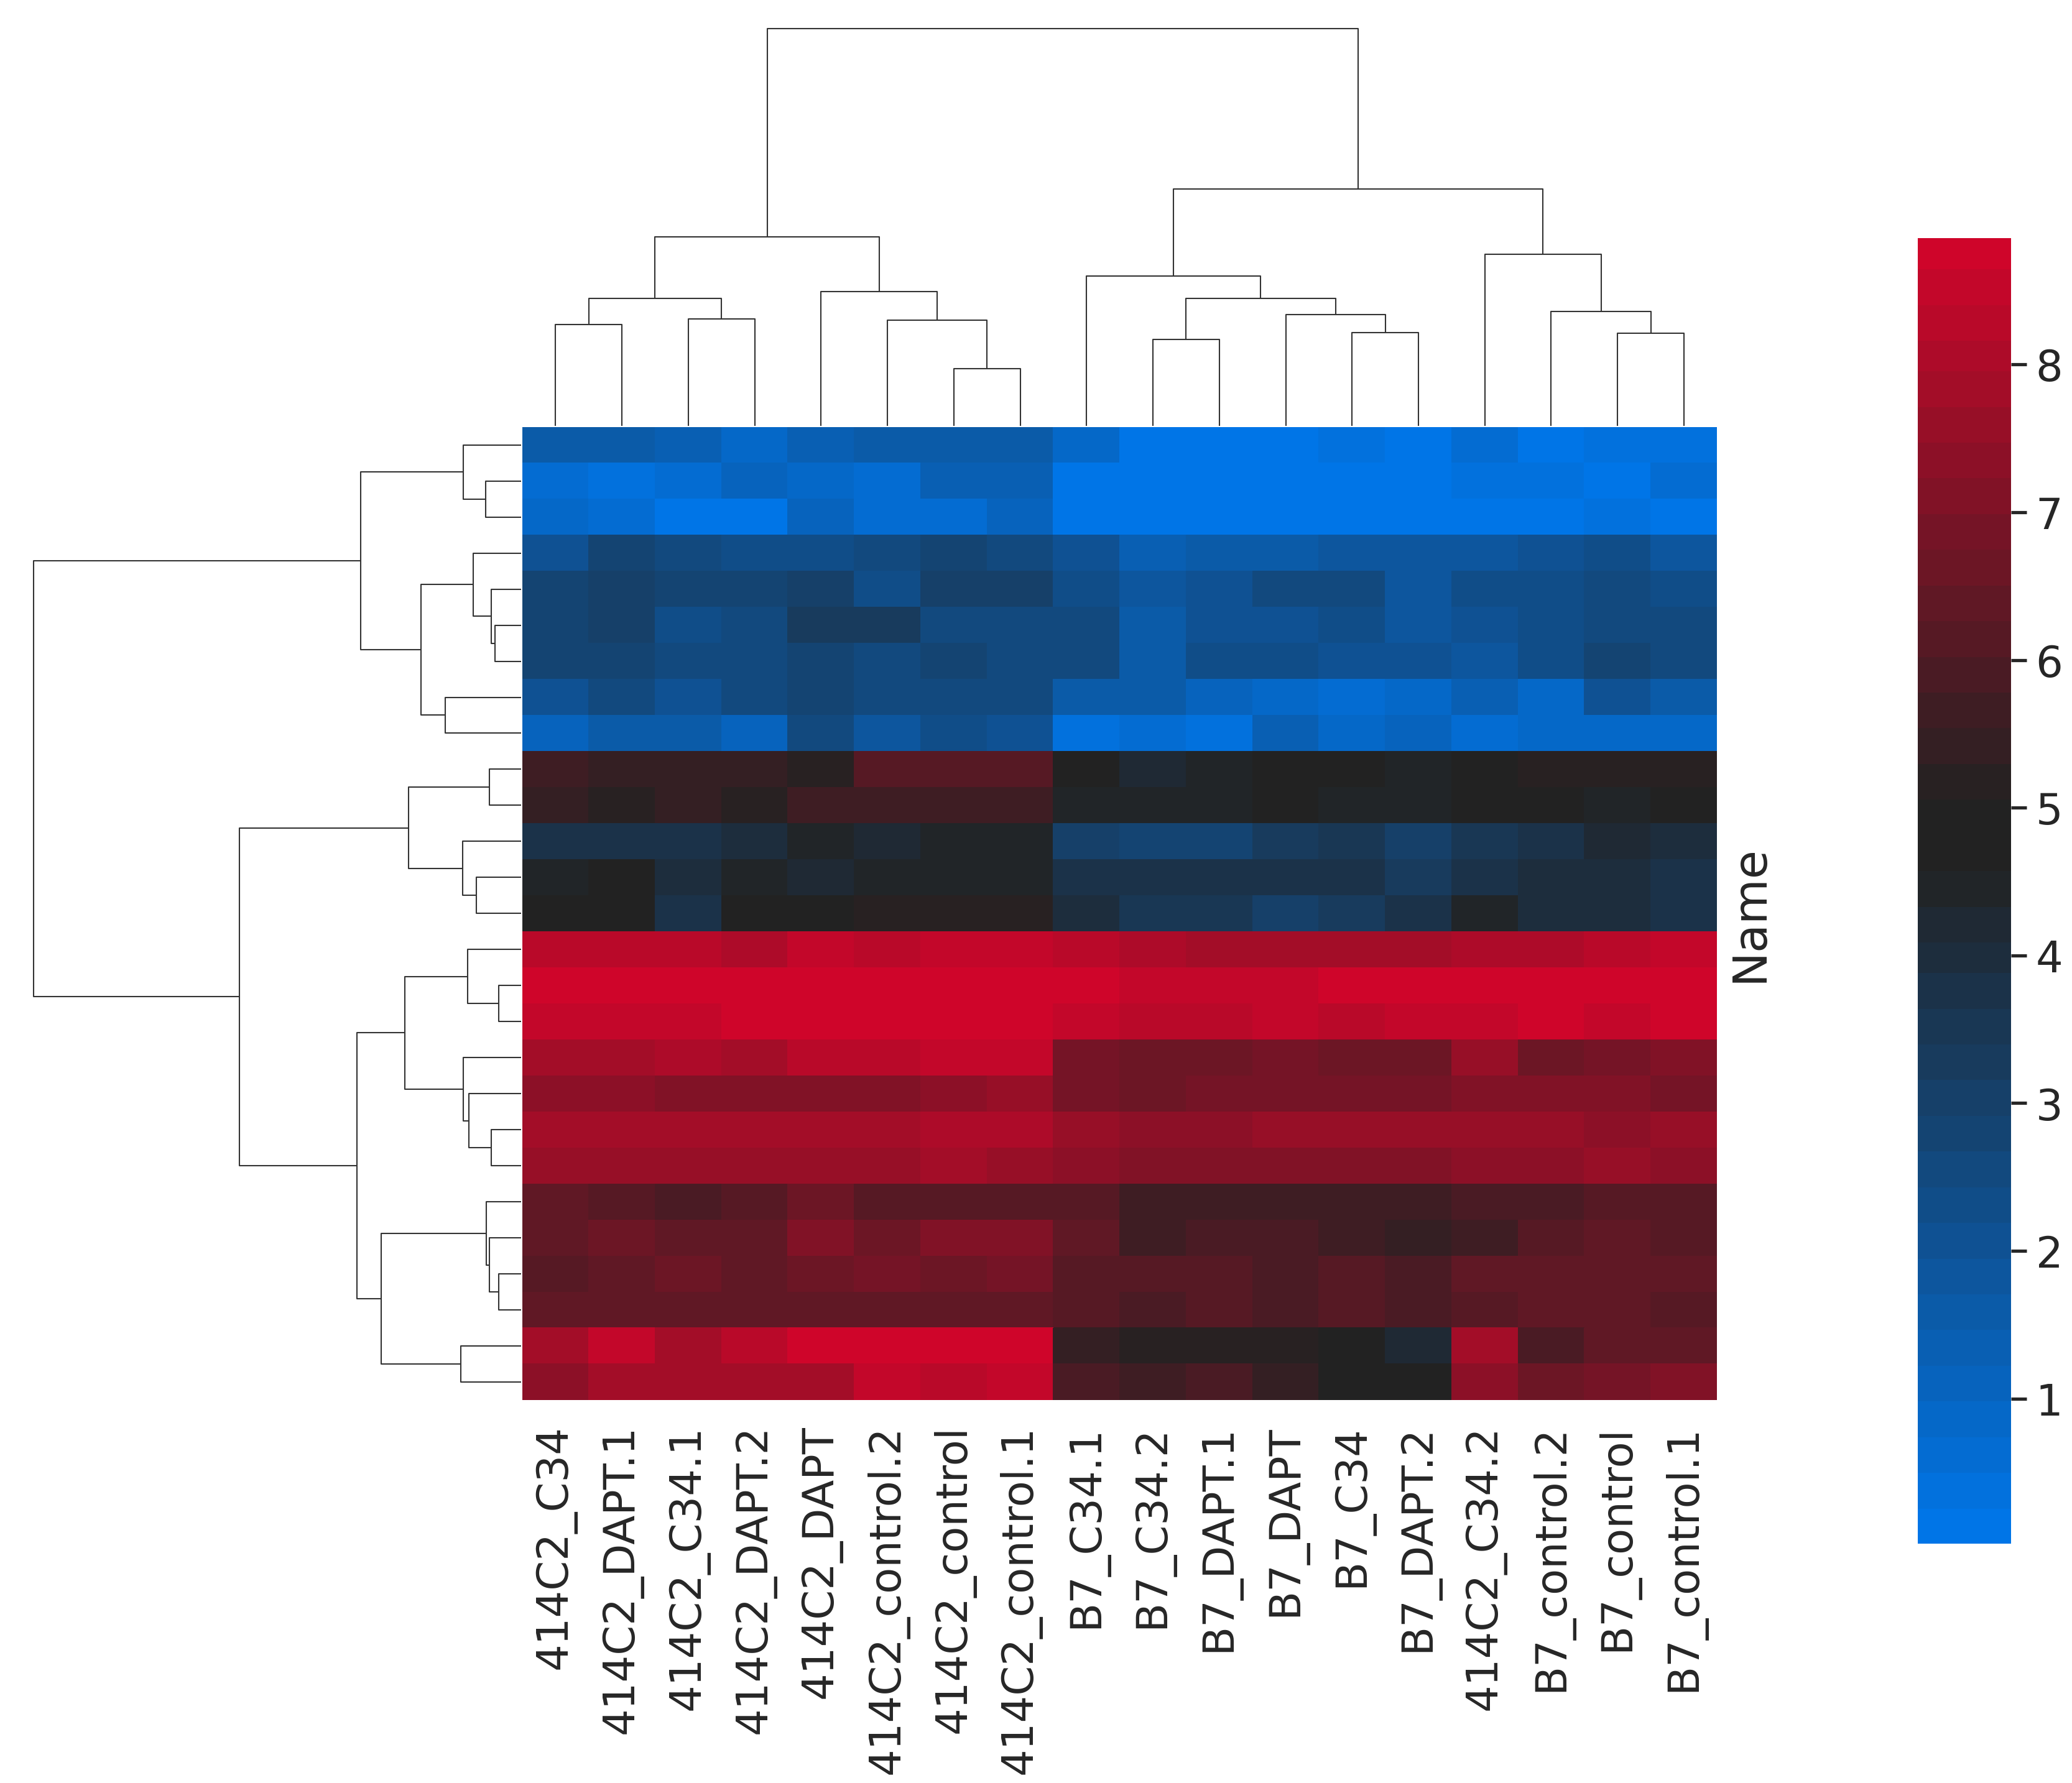 8
7
6
5
4
3
2
1
Name
414C2_C34
414C2_DAPT.1
414C2_C34.1
414C2_DAPT.2
414C2_DAPT
414C2_control.2
414C2_control
414C2_control.1
B7_C34.1
B7_C34.2
B7_DAPT.1
B7_DAPT
B7_C34
B7_DAPT.2
414C2_C34.2
B7_control.2
B7_control
B7_control.1